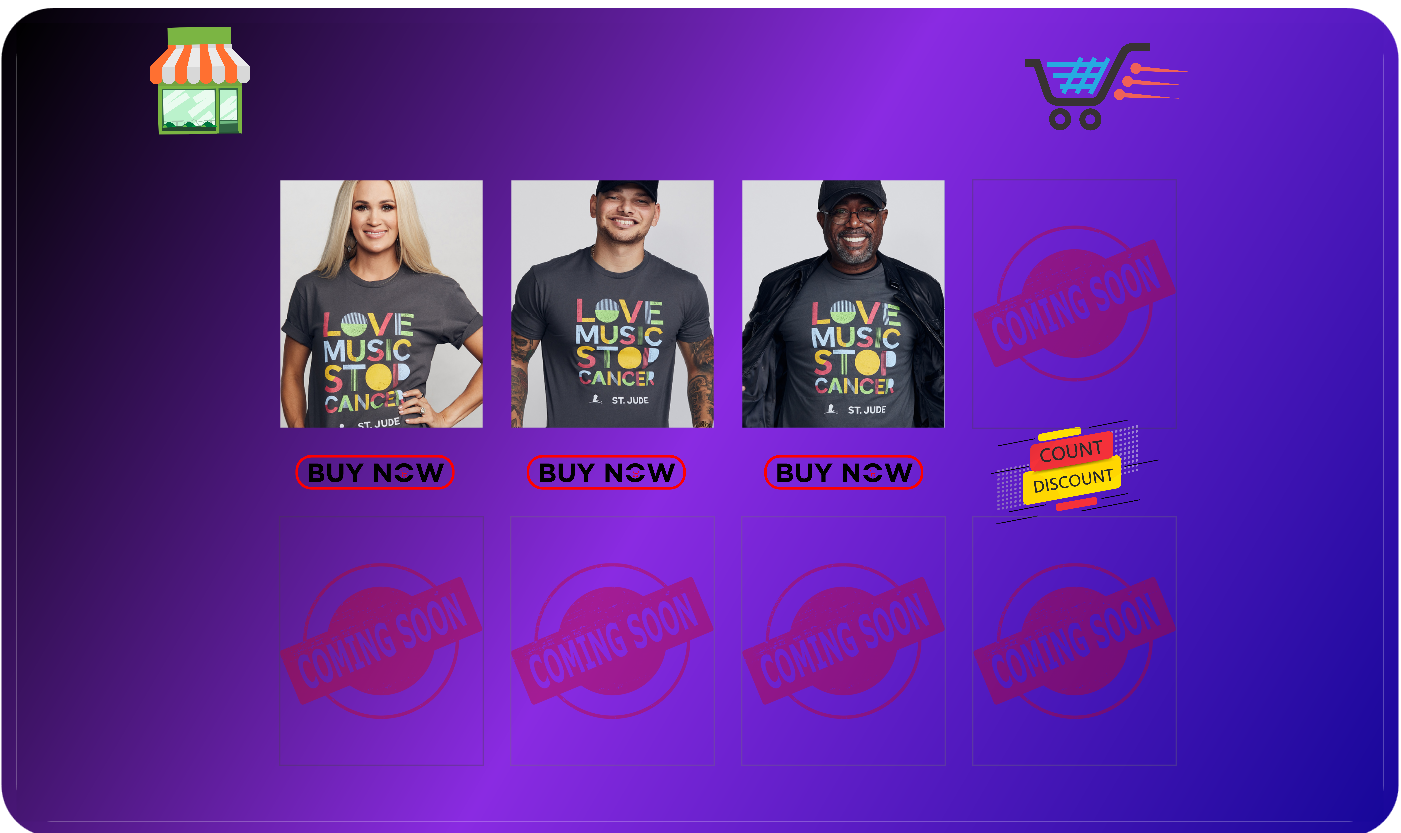 LOVE
MUSIC
STOP
CANCER
ST. JUDE
LOVE
MUSIC
STOP
CANCER
ST. JUDE
LOVE
MUSIC
STOP
CANCER
ST. JUDE
COMING SOON
BUY NOW
BUY NOW
BUY NOW
COUNT
DISCOUNT
COMING SOON
COMING SOON
COMING SOON
COMING SOON